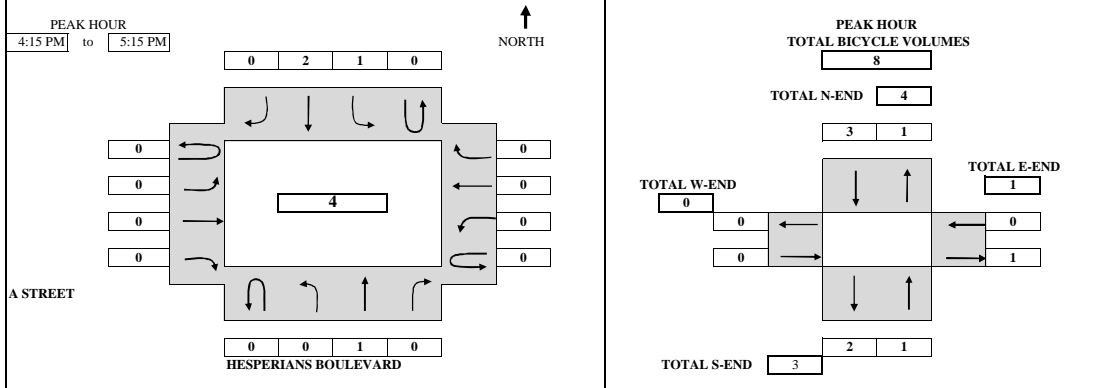 PEAK HOUR
4:15 PM to 5:15 PM
NORTH
0 2 1 0
0 0
0 0
4
0 0
0 0
A STREET
0 0 1 0
HESPERIANS BOULEVARD
PEAK HOUR
TOTAL BICYCLE VOLUMES
8
TOTAL N-END 4
3 1
TOTAL E-END
1
TOTAL W-END
0
0 0
0 1
2 1
TOTAL S-END 3